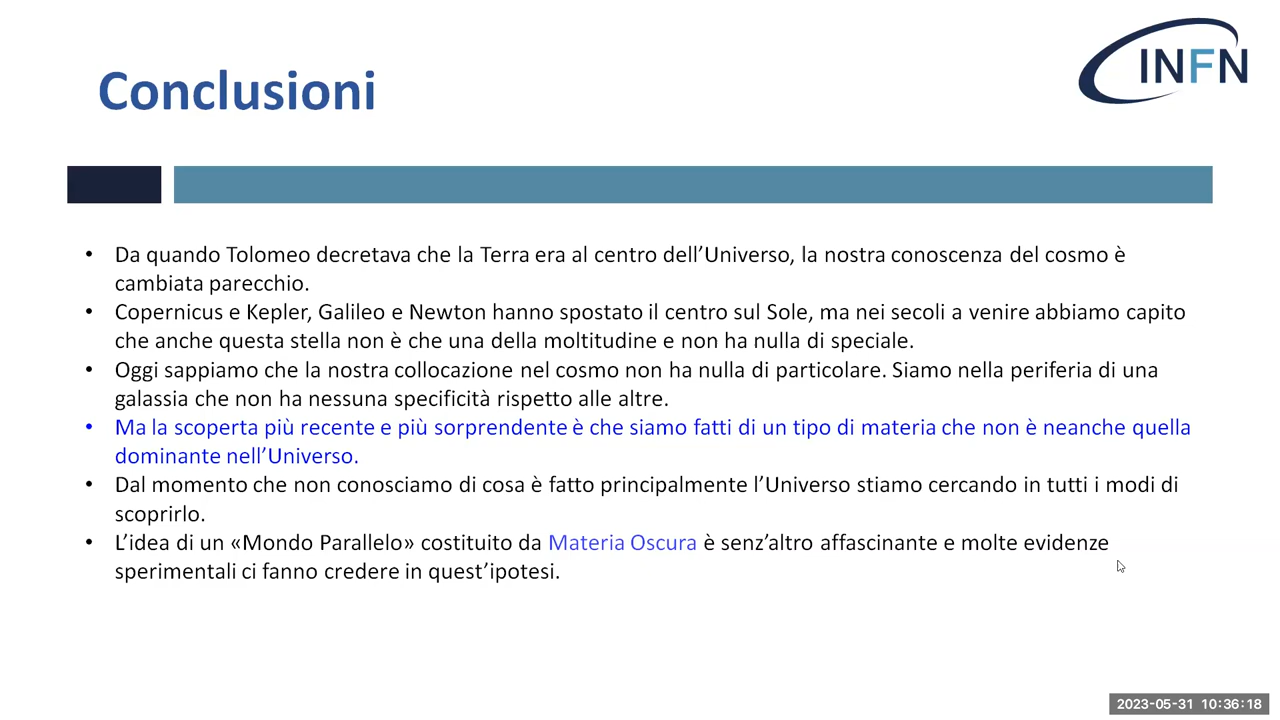 INFN
Conclusioni
• Da quando Tolomeo decretava che la Terra era al centro dell’Universo, la nostra conoscenza del cosmo è
cambiata parecchio.
• Copernicus e Kepler, Galileo e Newton hanno spostato il centro sul Sole, ma nei secoli a venire abbiamo capito
che anche questa stella non è che una della moltitudine e non ha nulla di speciale.
• Oggi sappiamo che la nostra collocazione nel cosmo non ha nulla di particolare. Siamo nella periferia di una
galassia che non ha nessuna specificità rispetto alle altre.
• Ma la scoperta più recente e più sorprendente è che siamo fatti di un tipo di materia che non è neanche quella
dominante nell’Universo.
• Dal momento che non conosciamo di cosa è fatto principalmente l’Universo stiamo cercando in tutti i modi di
scoprirlo.
• L’idea di un «Mondo Parallelo» costituito da Materia Oscura è senz’altro affascinante e molte evidenze
sperimentali ci fanno credere in quest’ipotesi.
2023-05-31 10:36:18